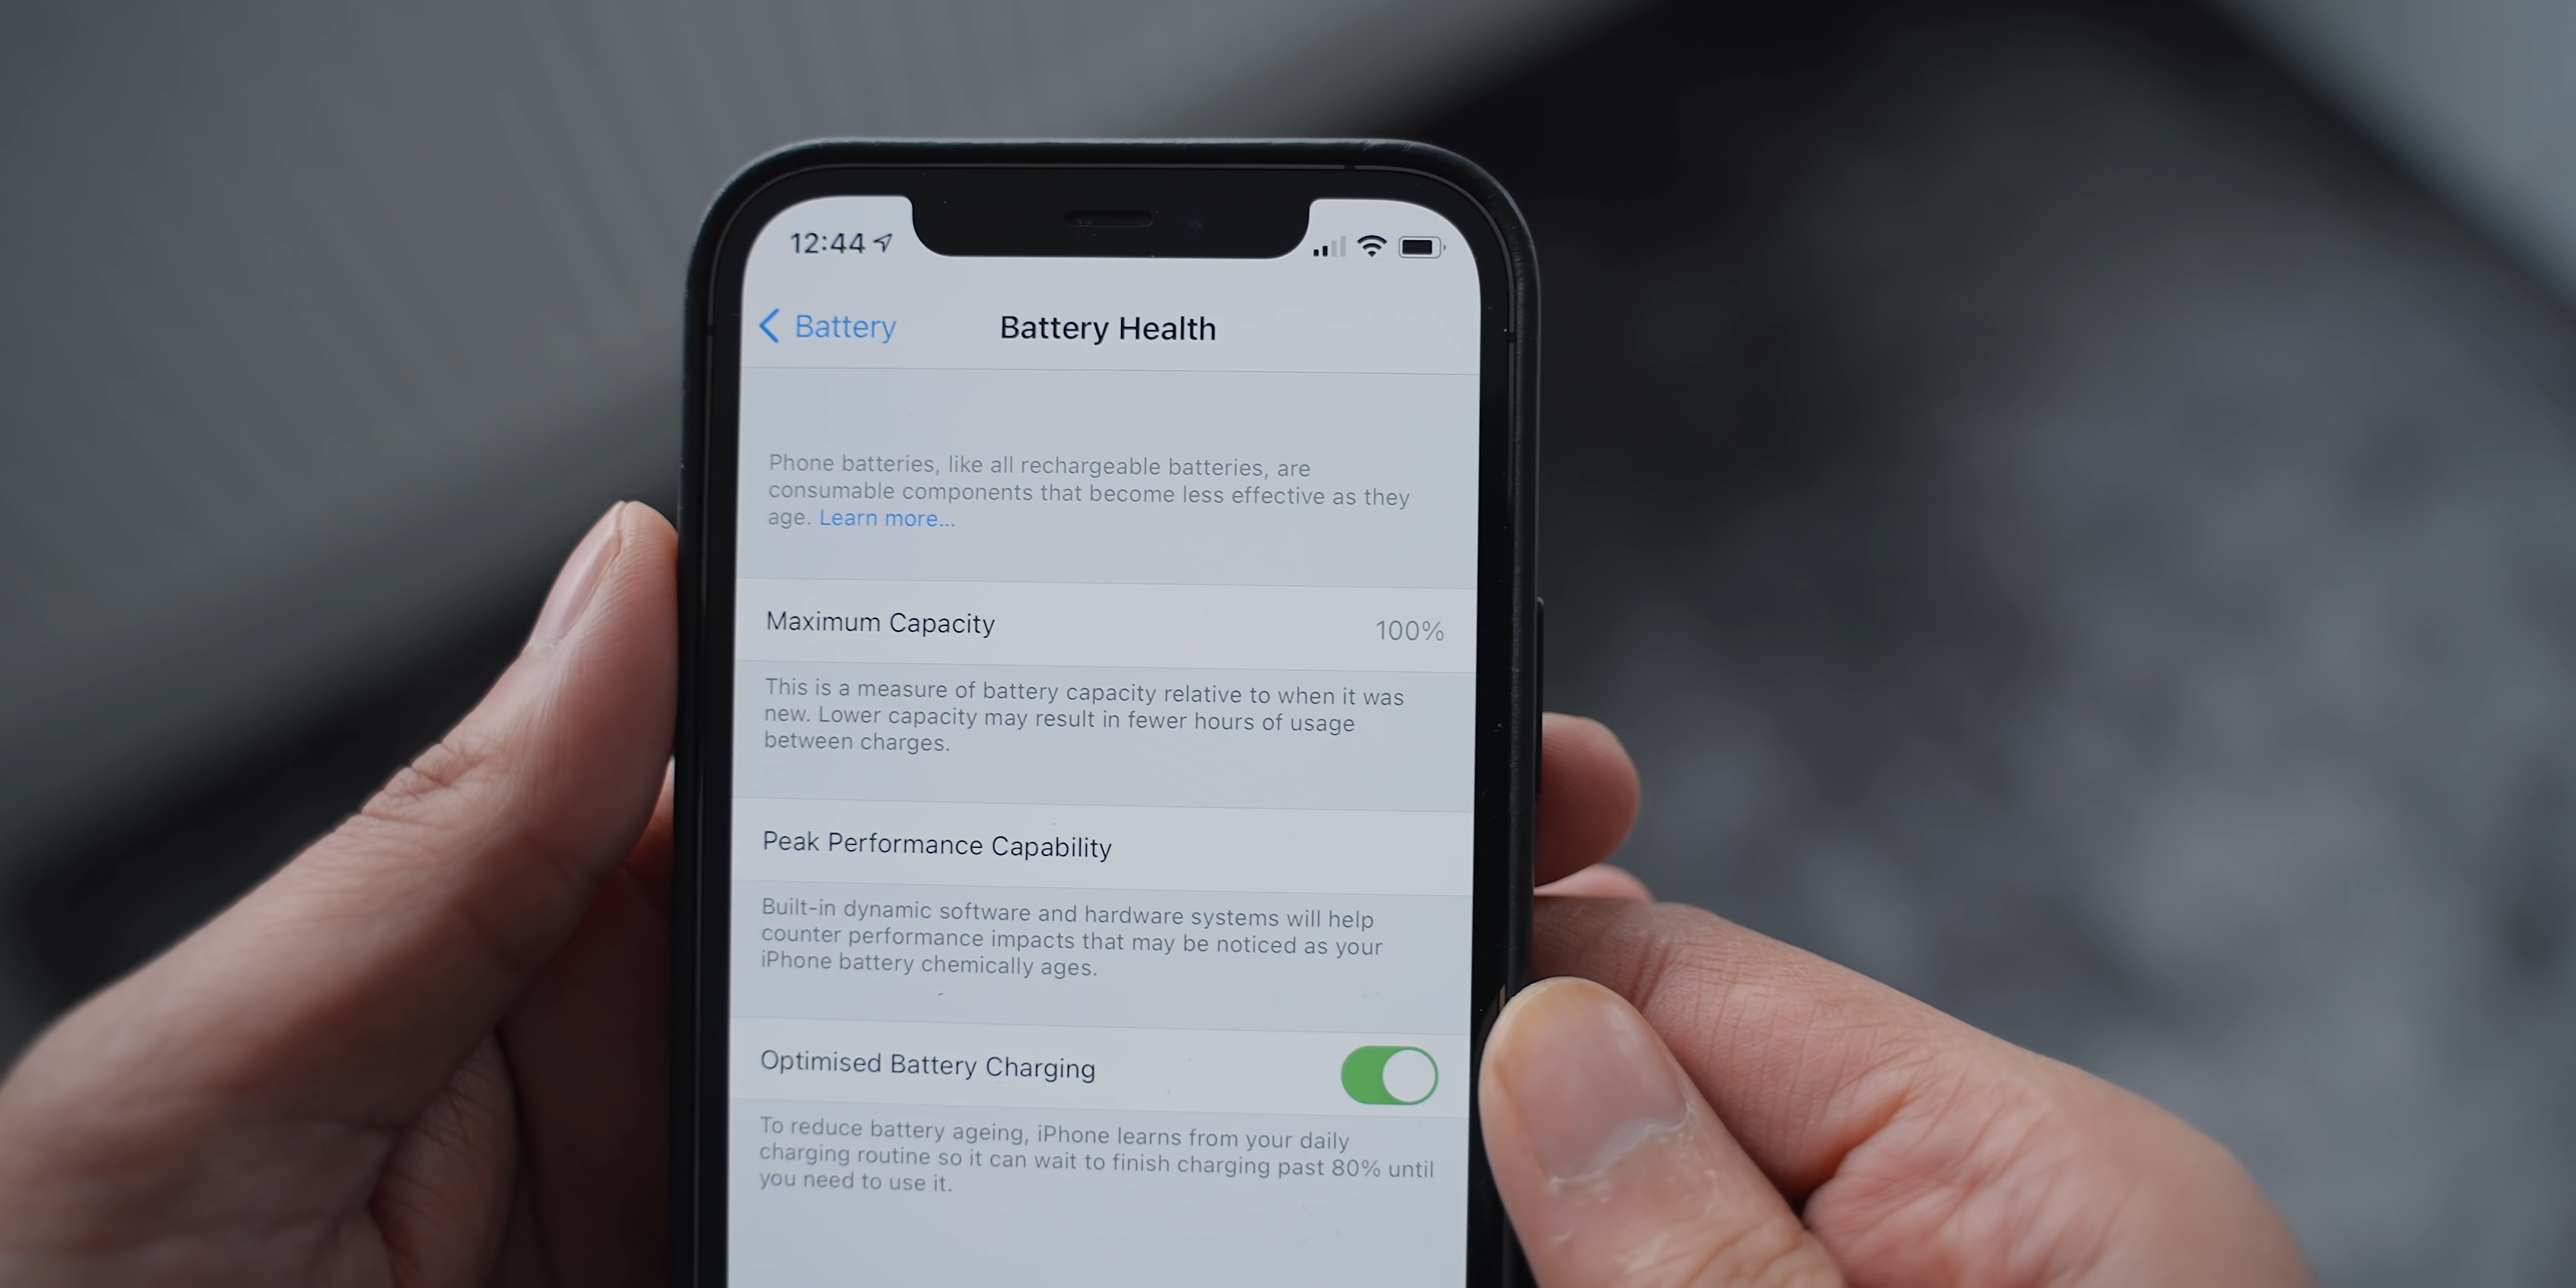 12:44
Battery
Battery Health
Phone batteries, like all rechargeable batteries, are
consumable components that become less effective as they
age. Learn more...
Maximum Capacity 100%
This is a measure of battery capacity relative to when it was
new. Lower capacity may result in fewer hours of usage
between charges.
Peak Performance Capability
Built-in dynamic software and hardware systems will help
counter performance impacts that may be noticed as your
iPhone battery chemically ages.
Optimised Battery Charging
To reduce battery ageing, iPhone learns from your daily
charging routine so it can wait to finish charging past 80% until
you need to use it.